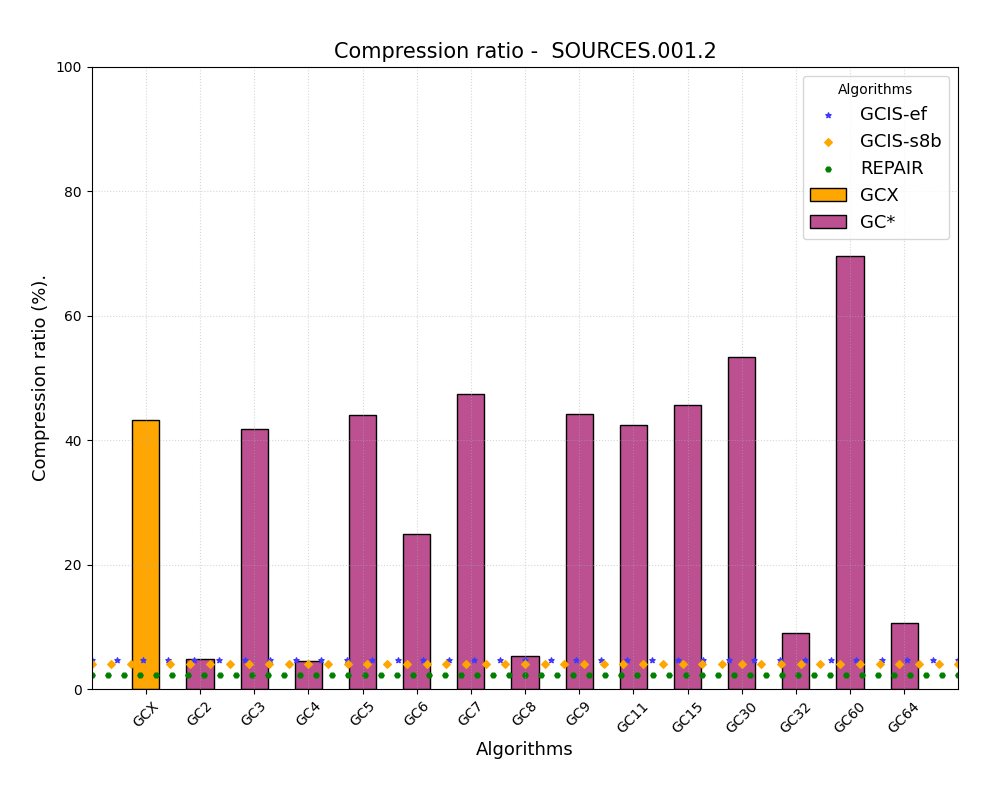 Compression ratio -  SOURCES.001.2
Algorithms
GCIS-ef
GCIS-s8b
REPAIR
GCX
GC*
Compression ratio (%).
100
80
60
40
20
0
GCX GC2 GC3 GC4 GC5 GC6 GC7 GC8 GC9 GC11 GC15 GC30 GC32 GC60 GC64
Algorithms